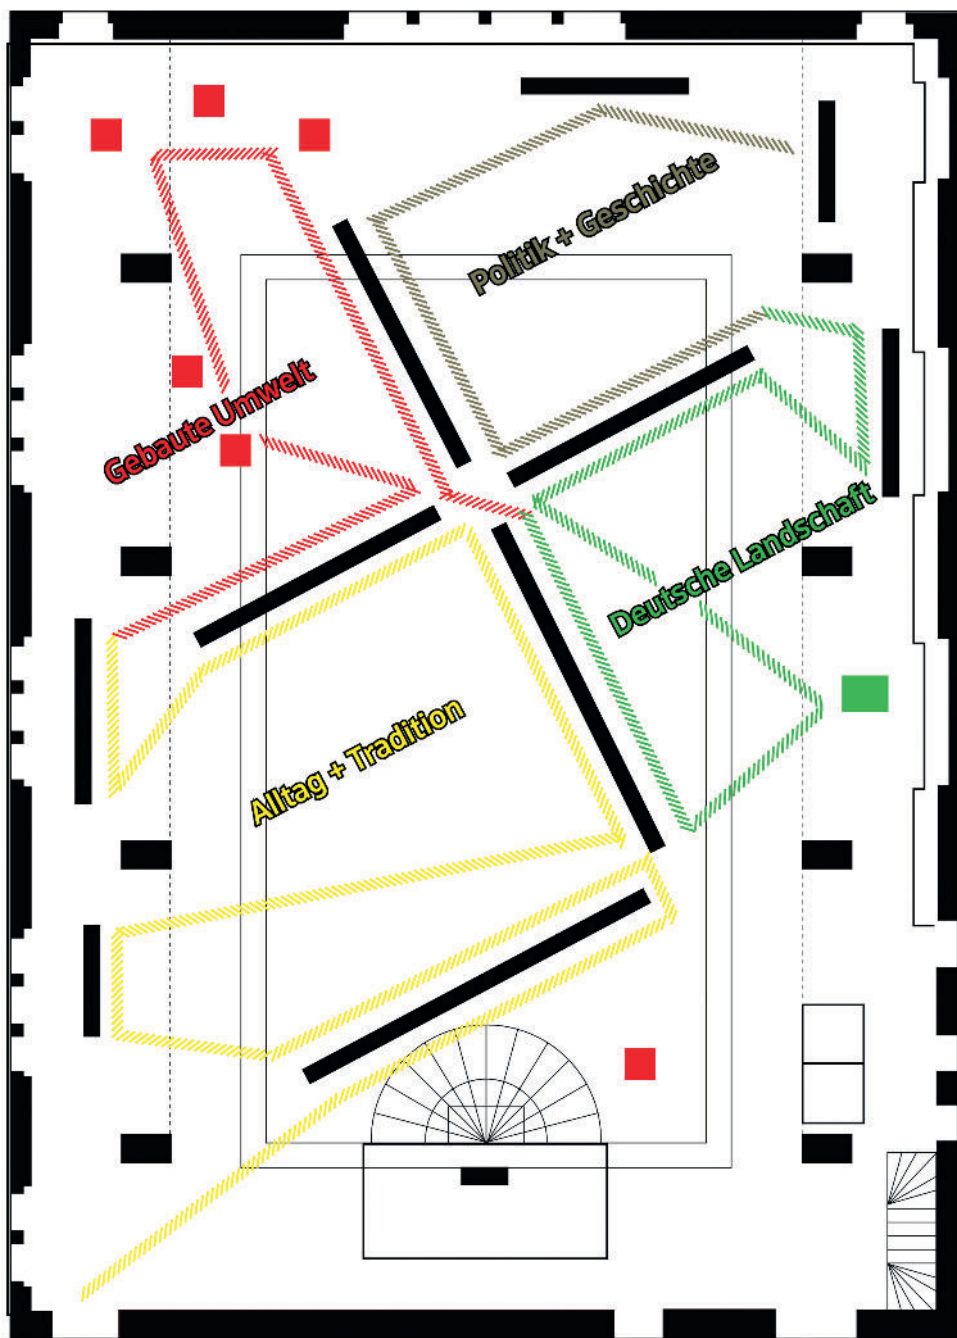 Politik + Geschichte
Gebaute Umwelt
Deutsche Landschaft
Alltag + Tradition